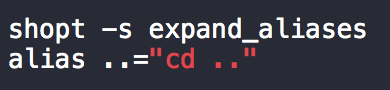 shopt -s expand_aliases
alias ..="cd .."